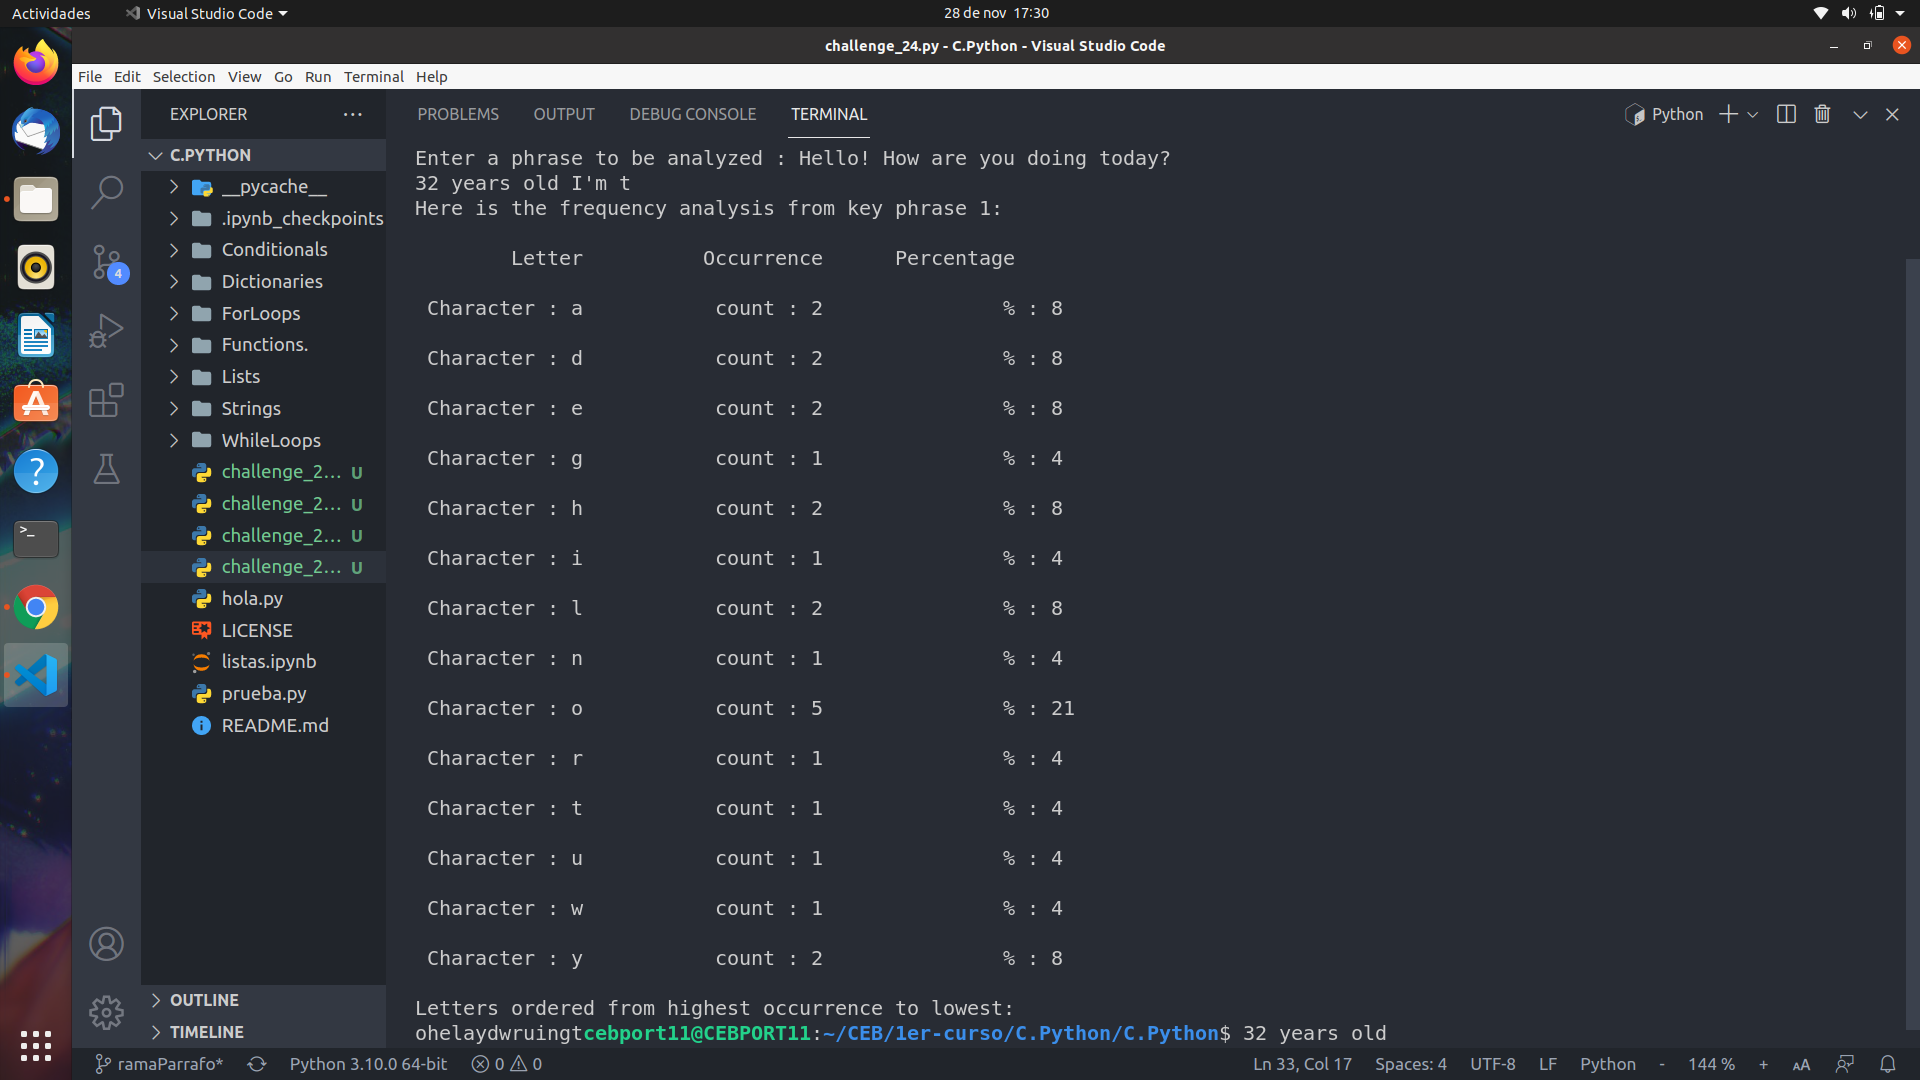 Actividades
Visual Studio Code
28 de nov 17:30
challenge_24.py - C.Python - Visual Studio Code
File Edit Selection View Go Run Terminal Help
EXPLORER
PROBLEMS OUTPUT DEBUG CONSOLE TERMINAL
Python
C.PYTHON
__pycache__
.ipynb_checkpoints
Conditionals
Dictionaries
ForLoops
Functions.
Lists
Strings
WhileLoops
challenge_2... U
challenge_2... U
challenge_2... U
challenge_2... U
hola.py
LICENSE
listas.ipynb
prueba.py
README.md
OUTLINE
TIMELINE
4
Enter a phrase to be analyzed : Hello! How are you doing today?
32 years old I'm t
Here is the frequency analysis from key phrase 1:
Letter Occurrence Percentage
Character : a count : 2 % : 8
Character : d count : 2 % : 8
Character : e count : 2 % : 8
Character : g count : 1 % : 4
Character : h count : 2 % : 8
Character : i count : 1 % : 4
Character : l count : 2 % : 8
Character : n count : 1 % : 4
Character : o count : 5 % : 21
Character : r count : 1 % : 4
Character : t count : 1 % : 4
Character : u count : 1 % : 4
Character : w count : 1 % : 4
Character : y count : 2 % : 8
Letters ordered from highest occurrence to lowest:
ohelaydwruingtcebport11@CEBPORT11:~/CEB/1er-curso/C.Python/C.Python$ 32 years old
ramaParrafo* Python 3.10.0 64-bit 0 0 Ln 33, Col 17 Spaces: 4 UTF-8 LF Python - 144 % + AA